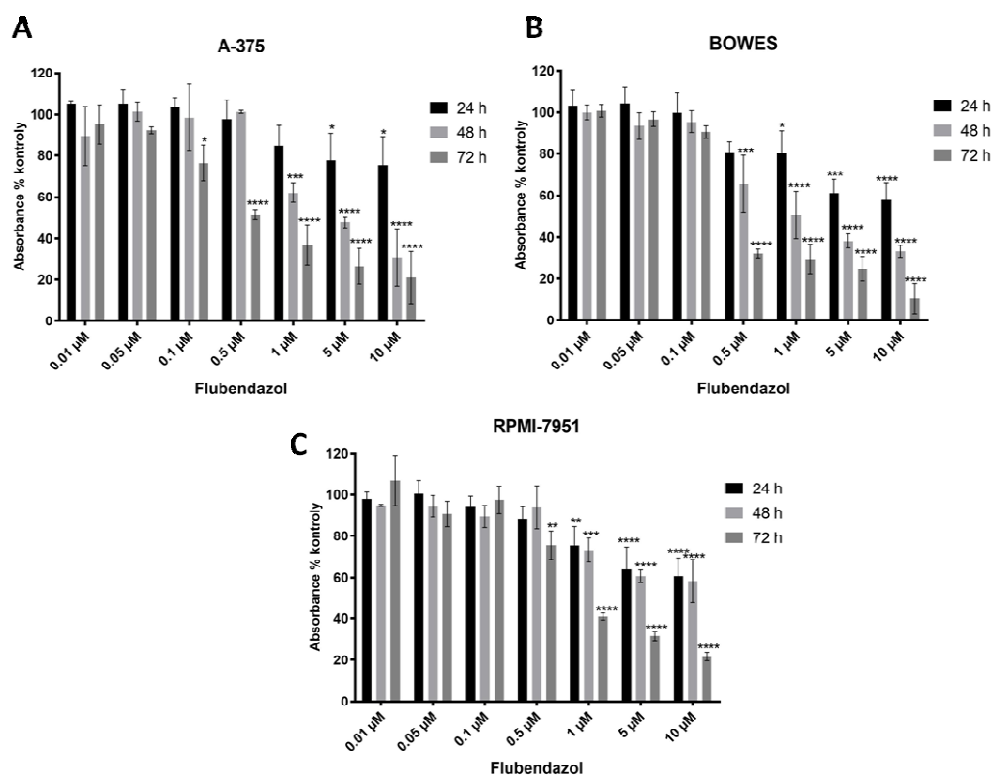 A
A-375
Absorbance % kontroly
120
100
80
60
40
20
0
* * * *** **** **** **** **** **** **** ****
0.01 µM 0.05 µM 0.1 µM 0.5 µM 1 µM 5 µM 10 µM
Flubendazol
24 h
48 h
72 h
B
BOWES
Absorbance % kontroly
120
100
80
60
40
20
0
*** **** * **** **** *** **** **** **** **** ****
0.01 µM 0.05 µM 0.1 µM 0.5 µM 1 µM 5 µM 10 µM
Flubendazol
24 h
48 h
72 h
C
RPMI-7951
Absorbance % kontroly
120
100
80
60
40
20
0
** ** *** **** **** **** **** **** **** ****
0.01 µM 0.05 µM 0.1 µM 0.5 µM 1 µM 5 µM 10 µM
Flubendazol
24 h
48 h
72 h